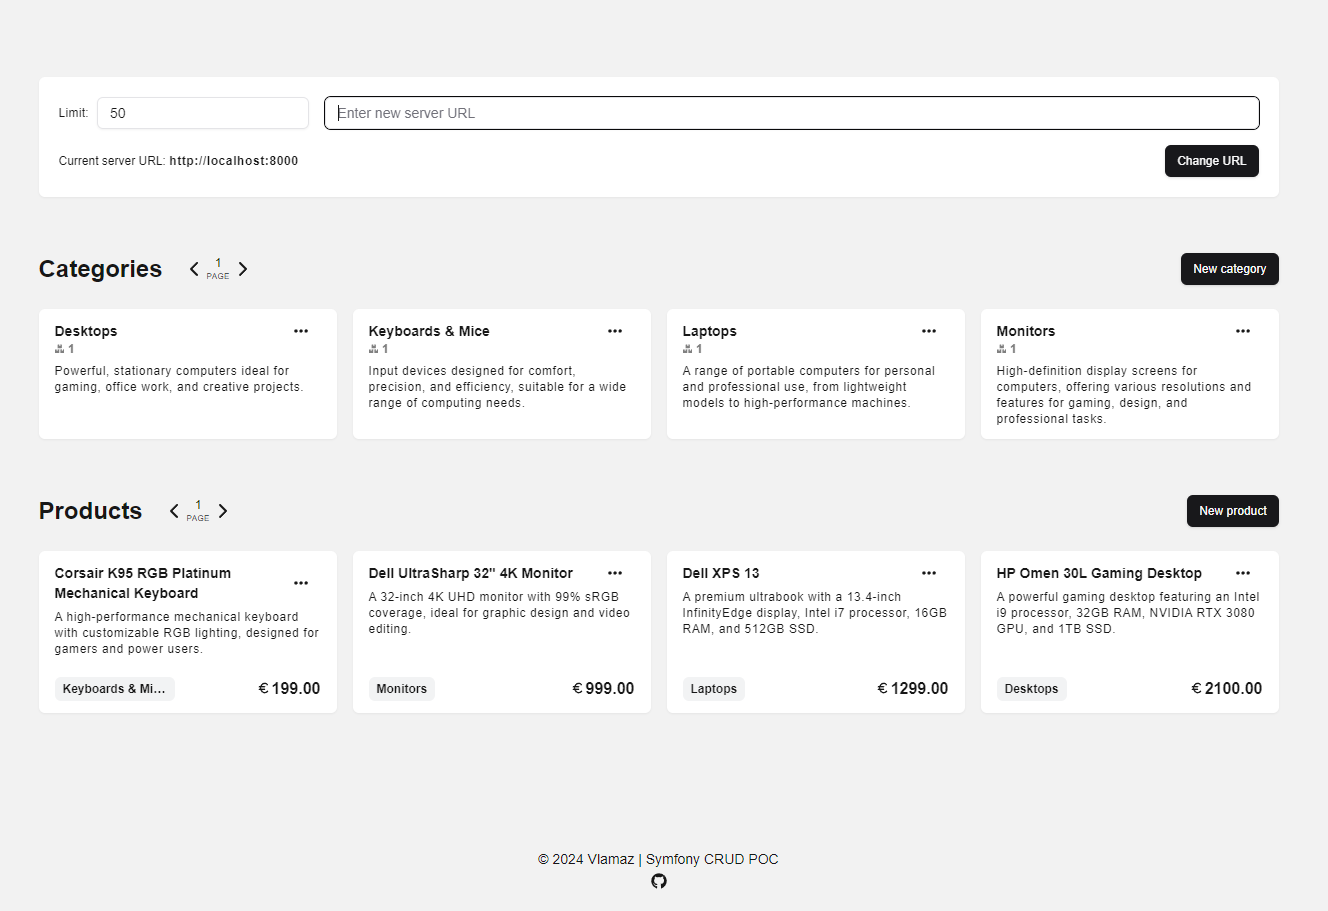 Limit: 50 Enter new server URL
Current server URL: http://localhost:8000 Change URL
Categories 1 PAGE New category
Desktops
1
Powerful, stationary computers ideal for
gaming, office work, and creative projects.
Keyboards & Mice
1
Input devices designed for comfort,
precision, and efficiency, suitable for a wide
range of computing needs.
Laptops
1
A range of portable computers for personal
and professional use, from lightweight
models to high-performance machines.
Monitors
1
High-definition display screens for
computers, offering various resolutions and
features for gaming, design, and
professional tasks.
Products 1 PAGE New product
Corsair K95 RGB Platinum
Mechanical Keyboard
A high-performance mechanical keyboard
with customizable RGB lighting, designed for
gamers and power users.
Keyboards & Mi... € 199.00
Dell UltraSharp 32" 4K Monitor
A 32-inch 4K UHD monitor with 99% sRGB
coverage, ideal for graphic design and video
editing.
Monitors € 999.00
Dell XPS 13
A premium ultrabook with a 13.4-inch
InfinityEdge display, Intel i7 processor, 16GB
RAM, and 512GB SSD.
Laptops € 1299.00
HP Omen 30L Gaming Desktop
A powerful gaming desktop featuring an Intel
i9 processor, 32GB RAM, NVIDIA RTX 3080
GPU, and 1TB SSD.
Desktops € 2100.00
© 2024 Vlamaz | Symfony CRUD POC